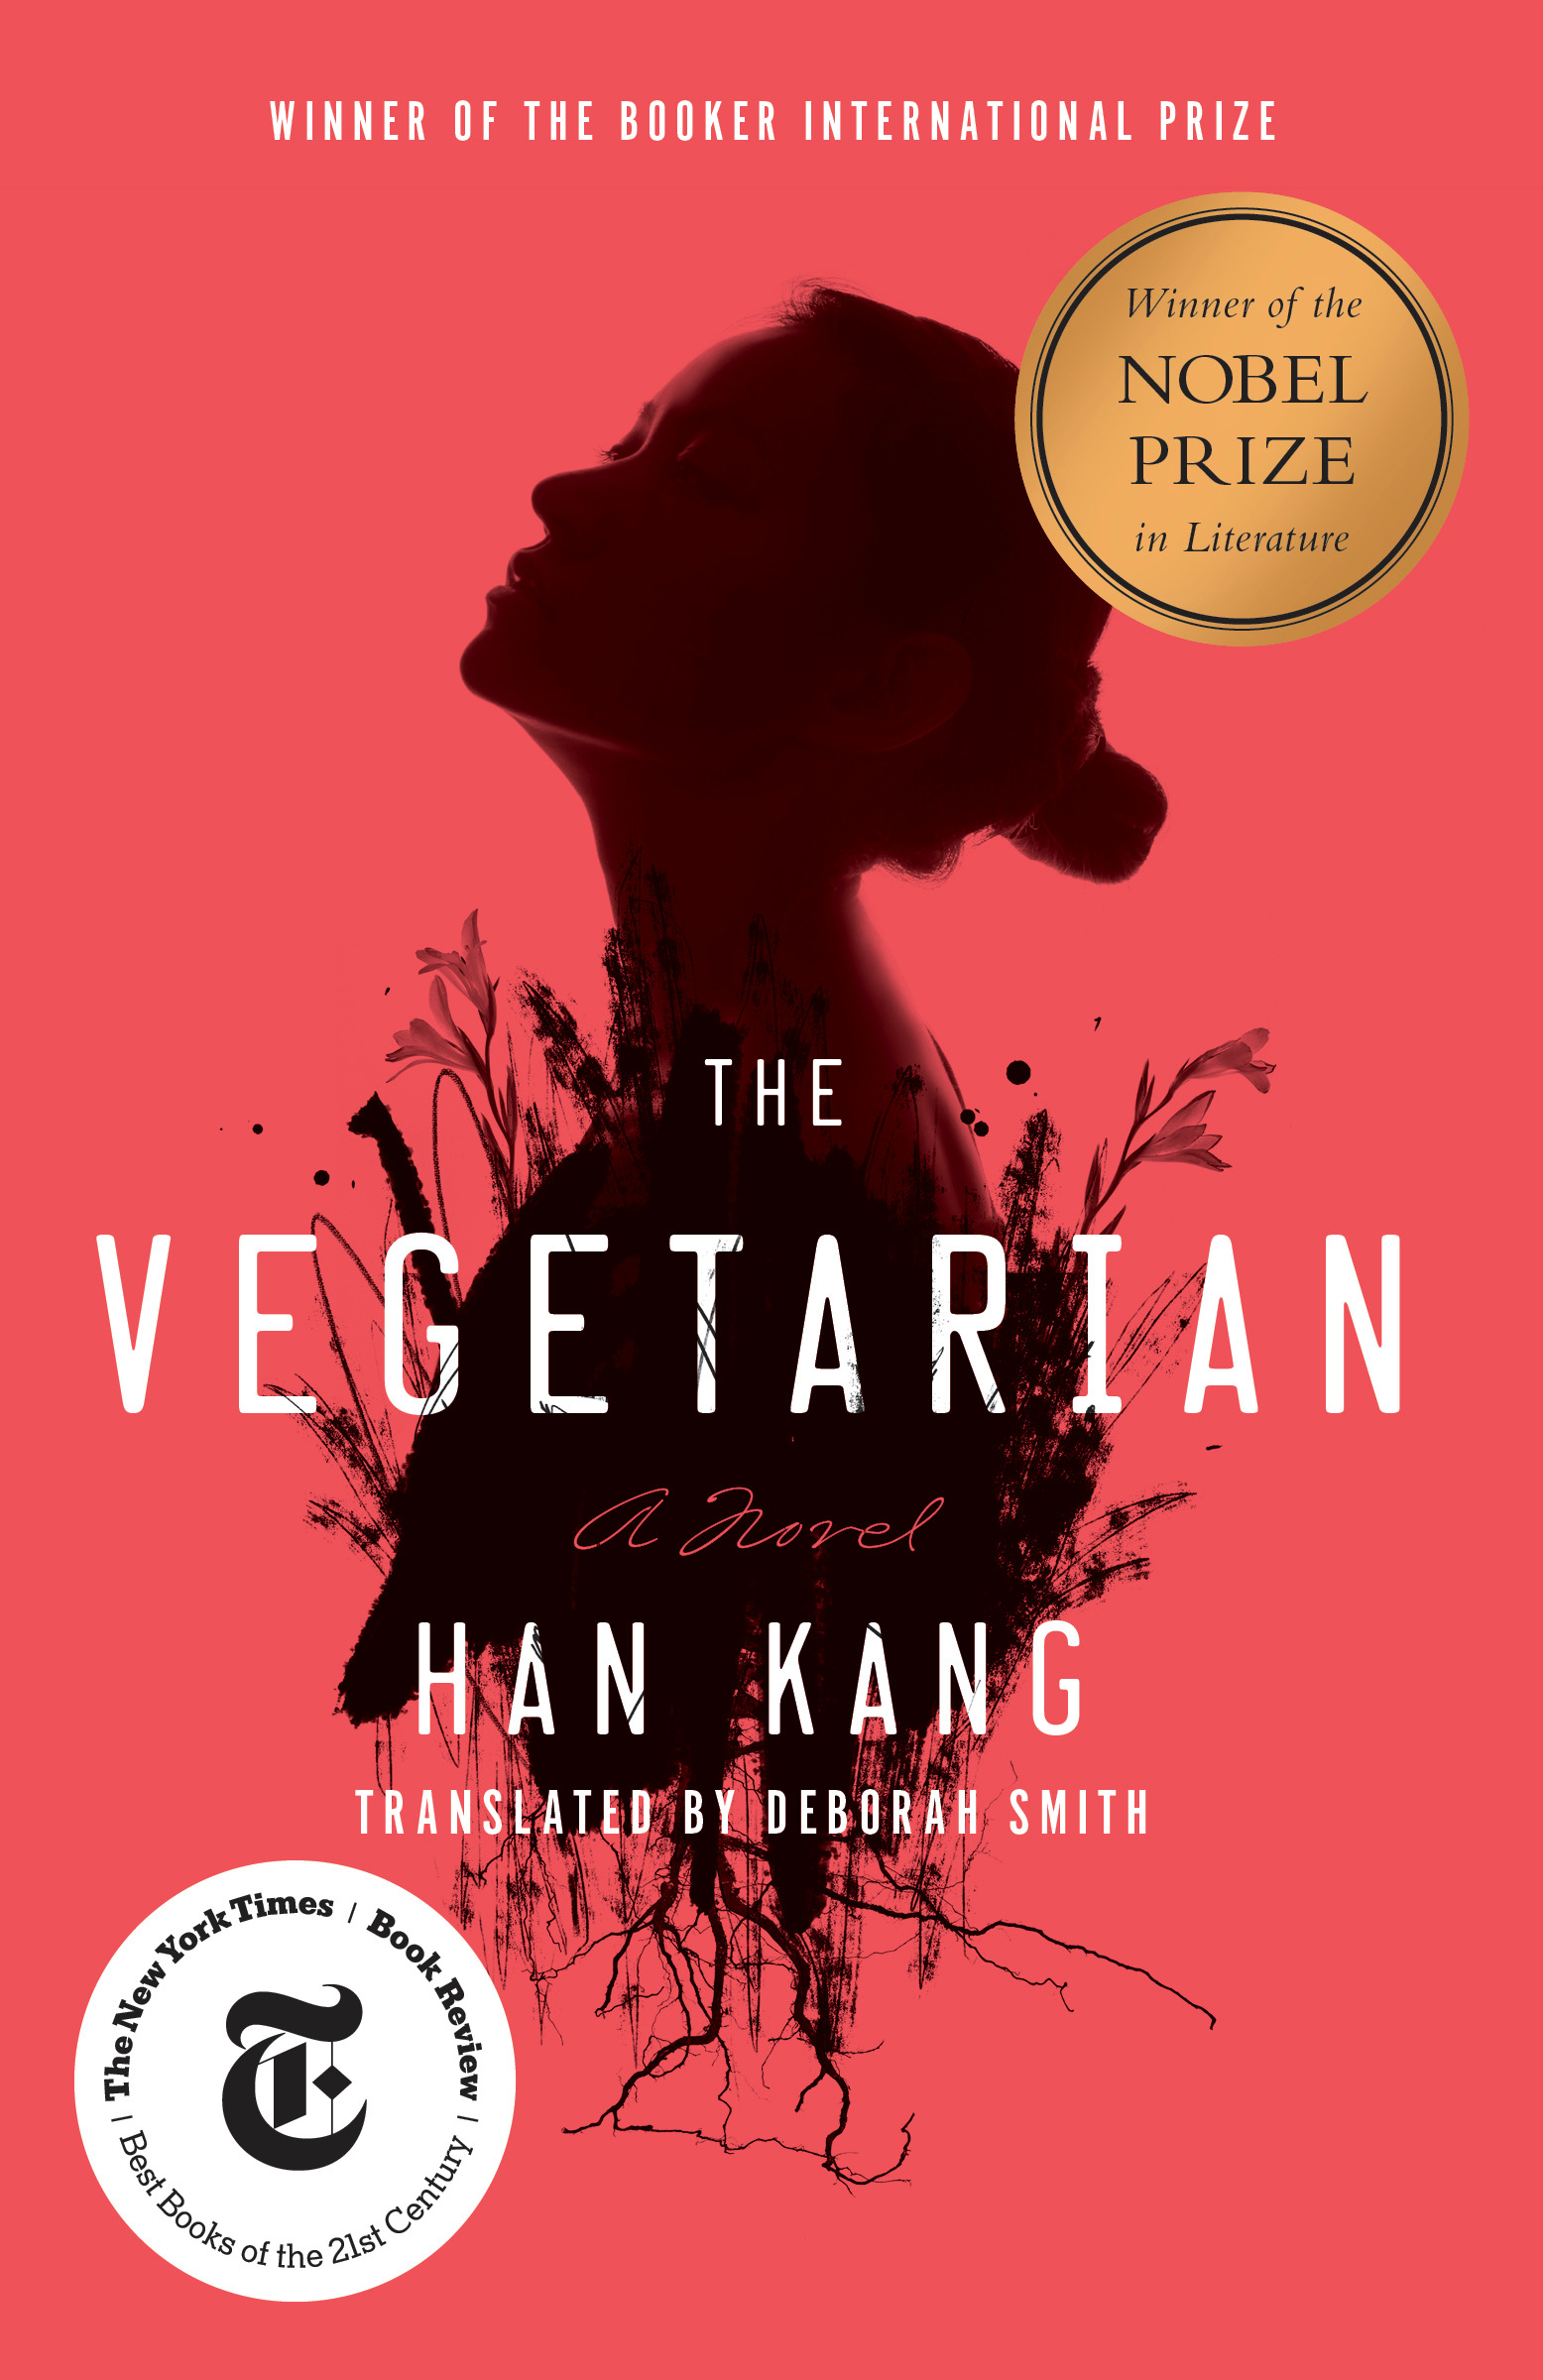 WINNER OF THE BOOKER INTERNATIONAL PRIZE
Winner of the
NOBEL
PRIZE
in Literature
THE
VEGETARIAN
A Novel
HAN KANG
TRANSLATED BY DEBORAH SMITH
The New York Times | Book Review
T
| Best Books of the 21st Century |